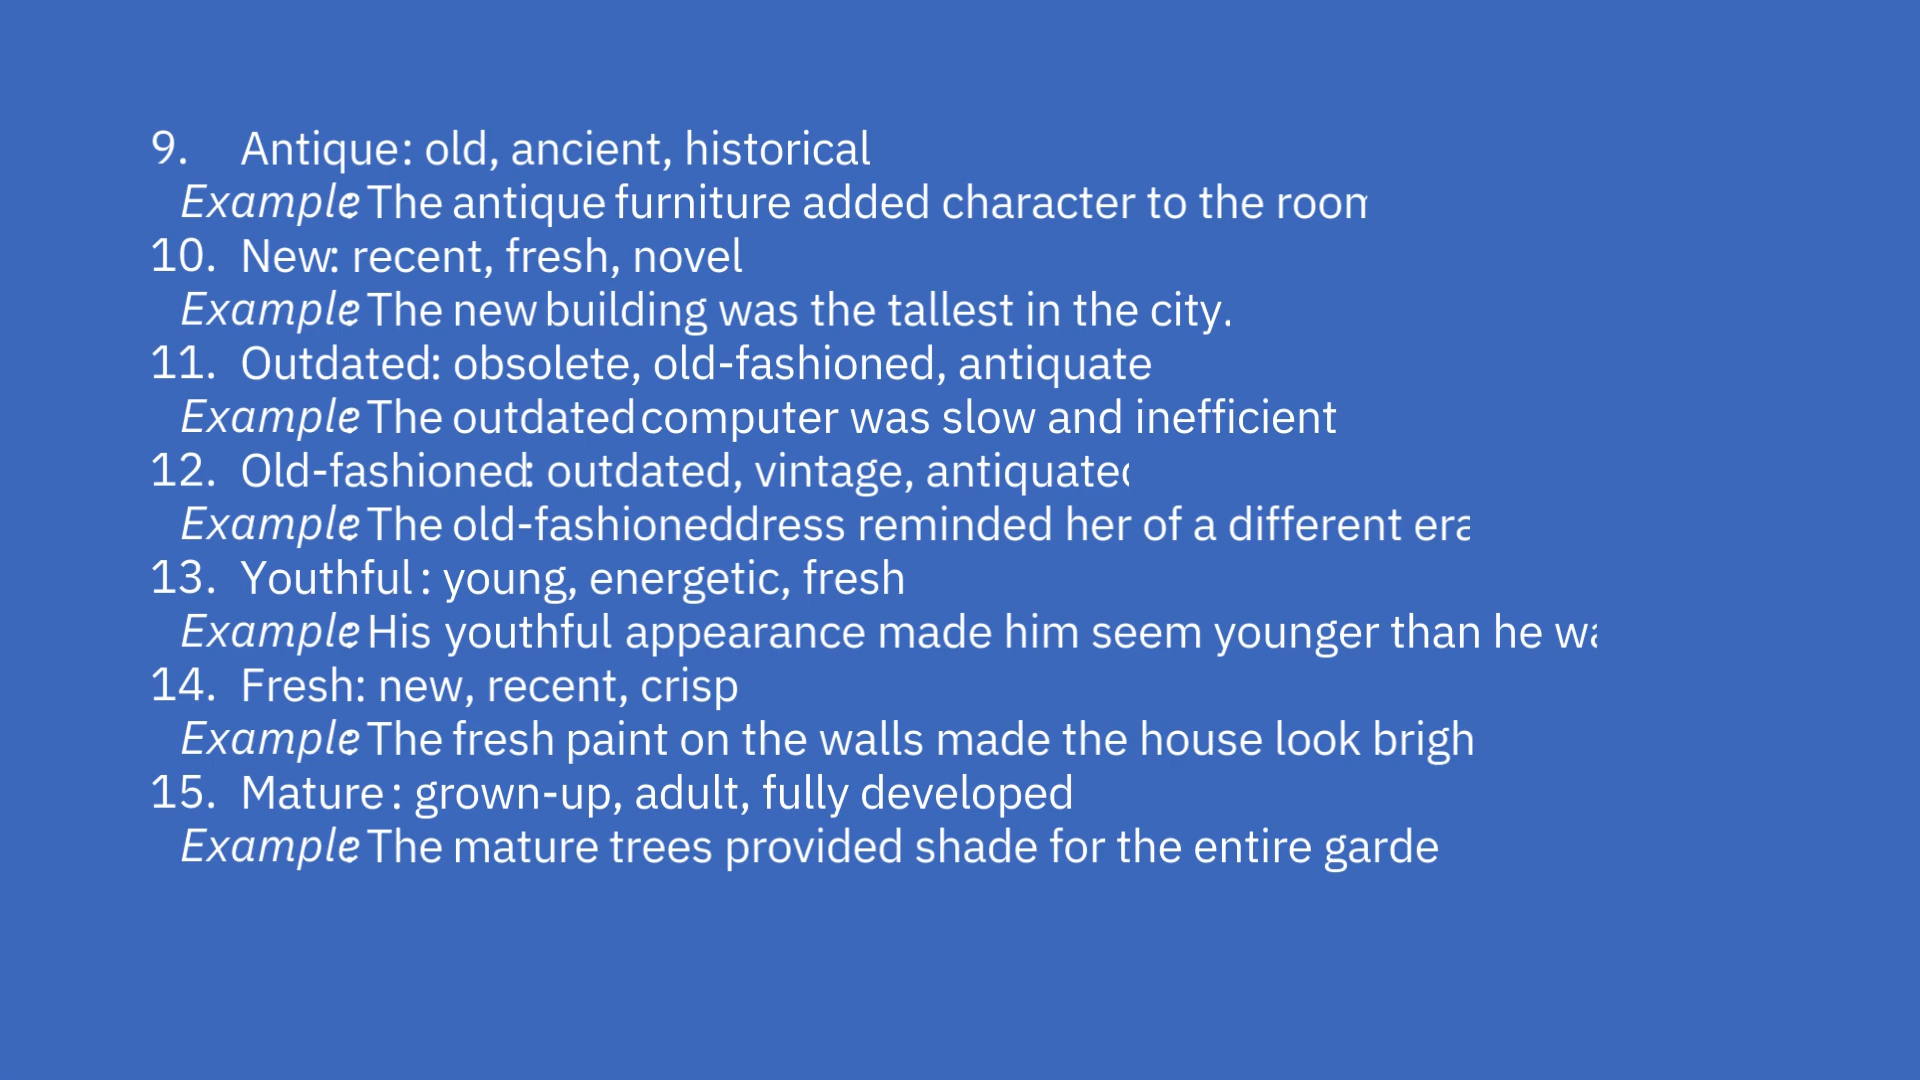 9. Antique: old, ancient, historical
Example: The antique furniture added character to the room
10. New: recent, fresh, novel
Example: The new building was the tallest in the city.
11. Outdated: obsolete, old-fashioned, antiquate
Example: The outdated computer was slow and inefficient
12. Old-fashioned: outdated, vintage, antiquated
Example: The old-fashioned dress reminded her of a different era
13. Youthful: young, energetic, fresh
Example: His youthful appearance made him seem younger than he wa
14. Fresh: new, recent, crisp
Example: The fresh paint on the walls made the house look brigh
15. Mature: grown-up, adult, fully developed
Example: The mature trees provided shade for the entire garde